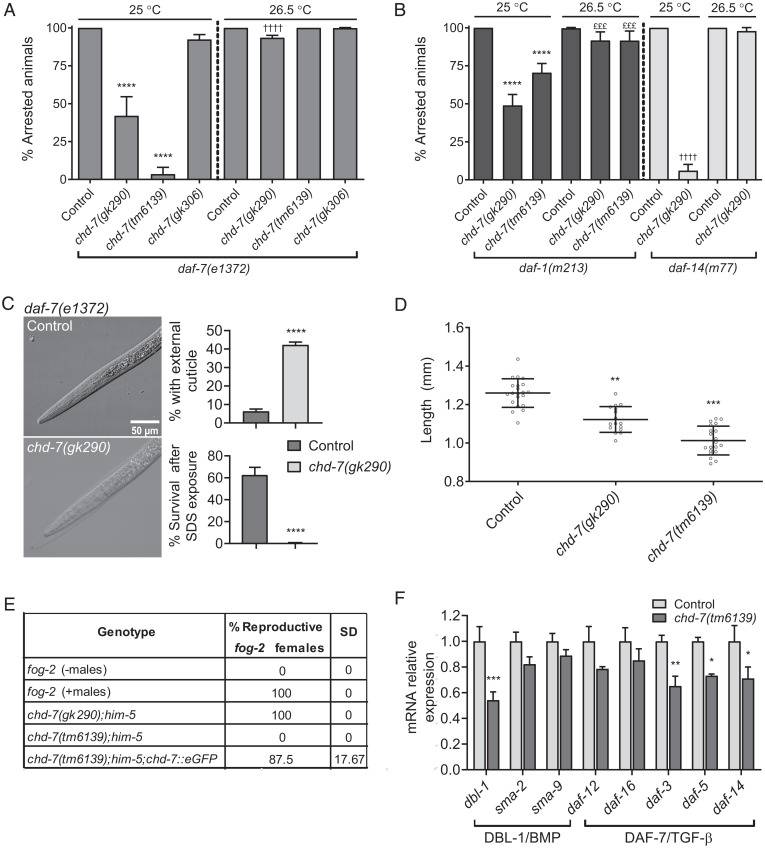 A
25 °C
26.5 °C
% Arrested animals
100
75
50
25
0
****
****
††††
Control
chd-7(gk290)
chd-7(tm6139)
chd-7(gk306)
Control
chd-7(gk290)
chd-7(tm6139)
chd-7(gk306)
daf-7(e1372)
B
25 °C
26.5 °C
25 °C
26.5 °C
% Arrested animals
100
75
50
25
0
****
****
£££
£££
††††
Control
chd-7(gk290)
chd-7(tm6139)
Control
chd-7(gk290)
chd-7(tm6139)
Control
chd-7(gk290)
Control
chd-7(gk290)
daf-1(m213)
daf-14(m77)
C
daf-7(e1372)
Control
50 µm
chd-7(gk290)
% with external cuticle
50
40
30
20
10
0
****
Control
chd-7(gk290)
% Survival after SDS exposure
80
60
40
20
0
****
D
Length (mm)
1.6
1.4
1.2
1.0
0.8
**
***
Control
chd-7(gk290)
chd-7(tm6139)
E
Genotype % Reproductive fog-2 females SD
fog-2 (-males) 0 0
fog-2 (+males) 100 0
chd-7(gk290);him-5 100 0
chd-7(tm6139);him-5 0 0
chd-7(tm6139);him-5;chd-7::eGFP 87.5 17.67
F
Control
chd-7(tm6139)
mRNA relative expression
1.2
1.0
0.8
0.6
0.4
0.2
0.0
***
**
*
*
dbl-1
sma-2
sma-9
daf-12
daf-16
daf-3
daf-5
daf-14
DBL-1/BMP
DAF-7/TGF-β